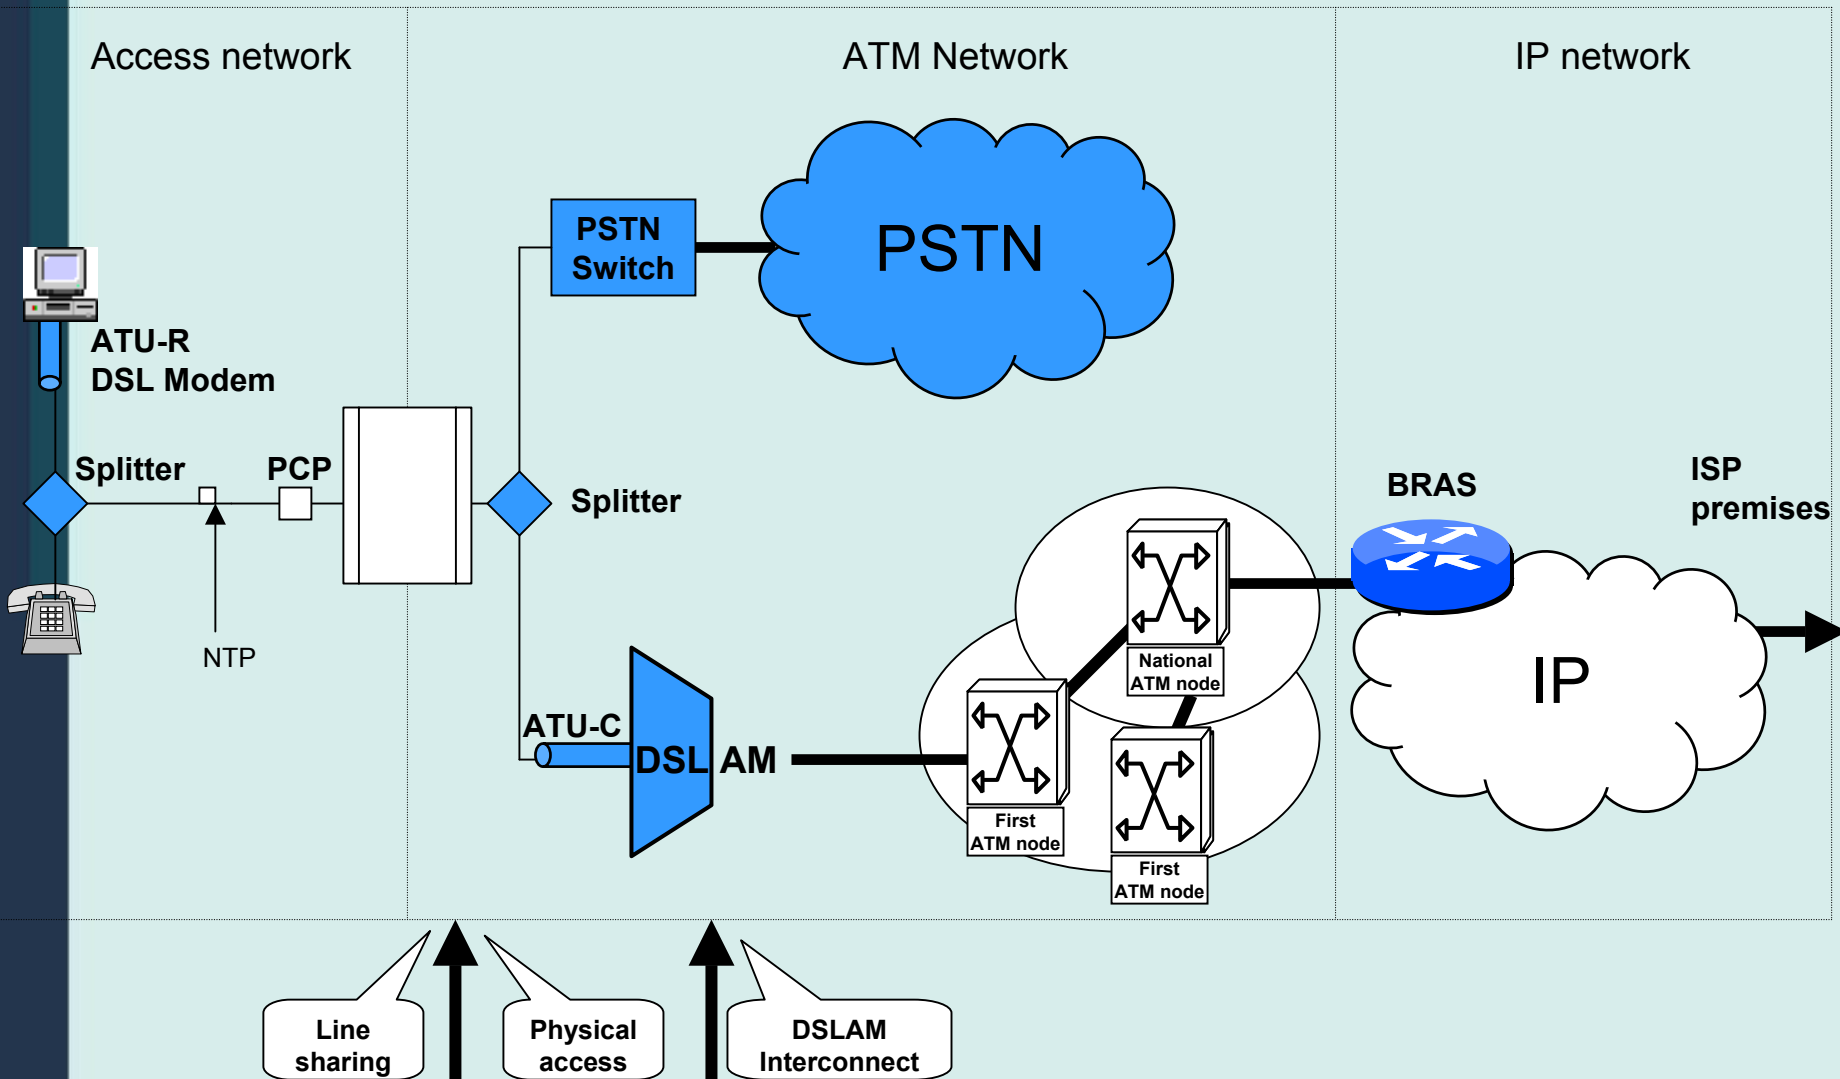 Access network
ATM Network
IP network
PSTN
Switch
PSTN
ATU-R
DSL Modem
Splitter
PCP
Splitter
NTP
BRAS
ISP
premises
National
ATM node
IP
ATU-C
DSL AM
First
ATM node
First
ATM node
Line
sharing
Physical
access
DSLAM
Interconnect